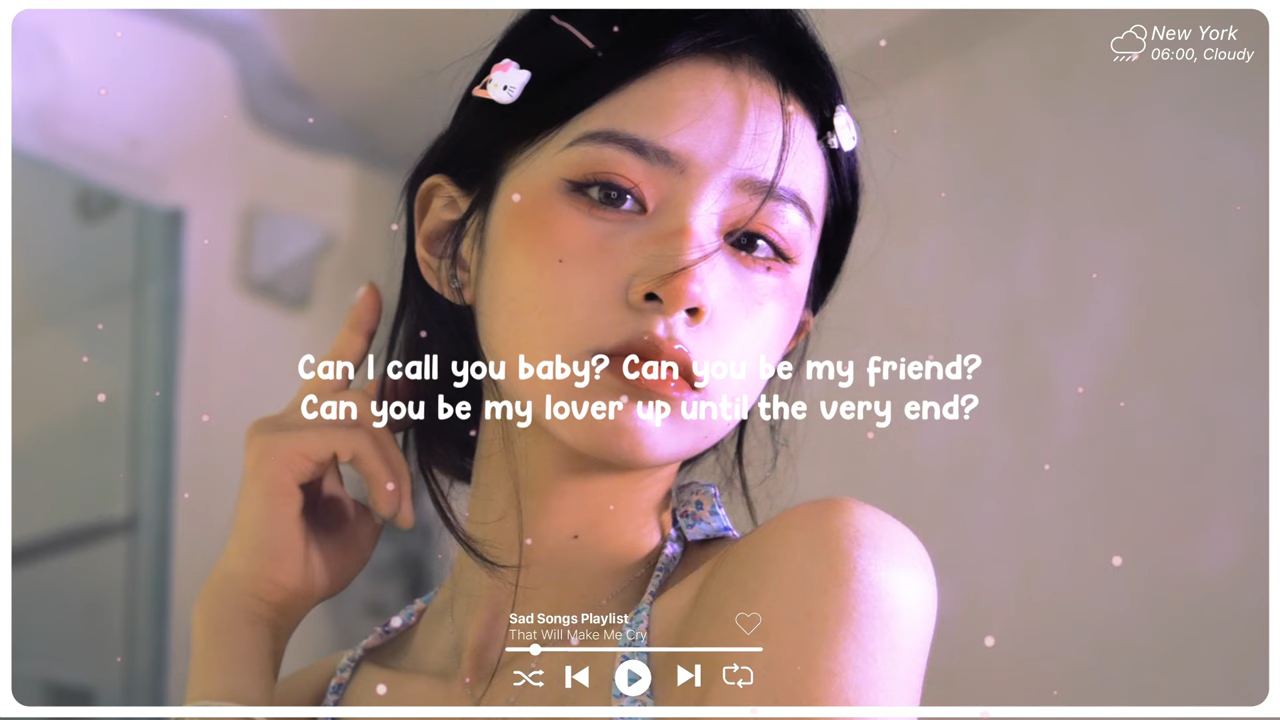 New York
06:00, Cloudy
Can I call you baby? Can you be my friend?
Can you be my lover up until the very end?
Sad Songs Playlist
That Will Make Me Cry